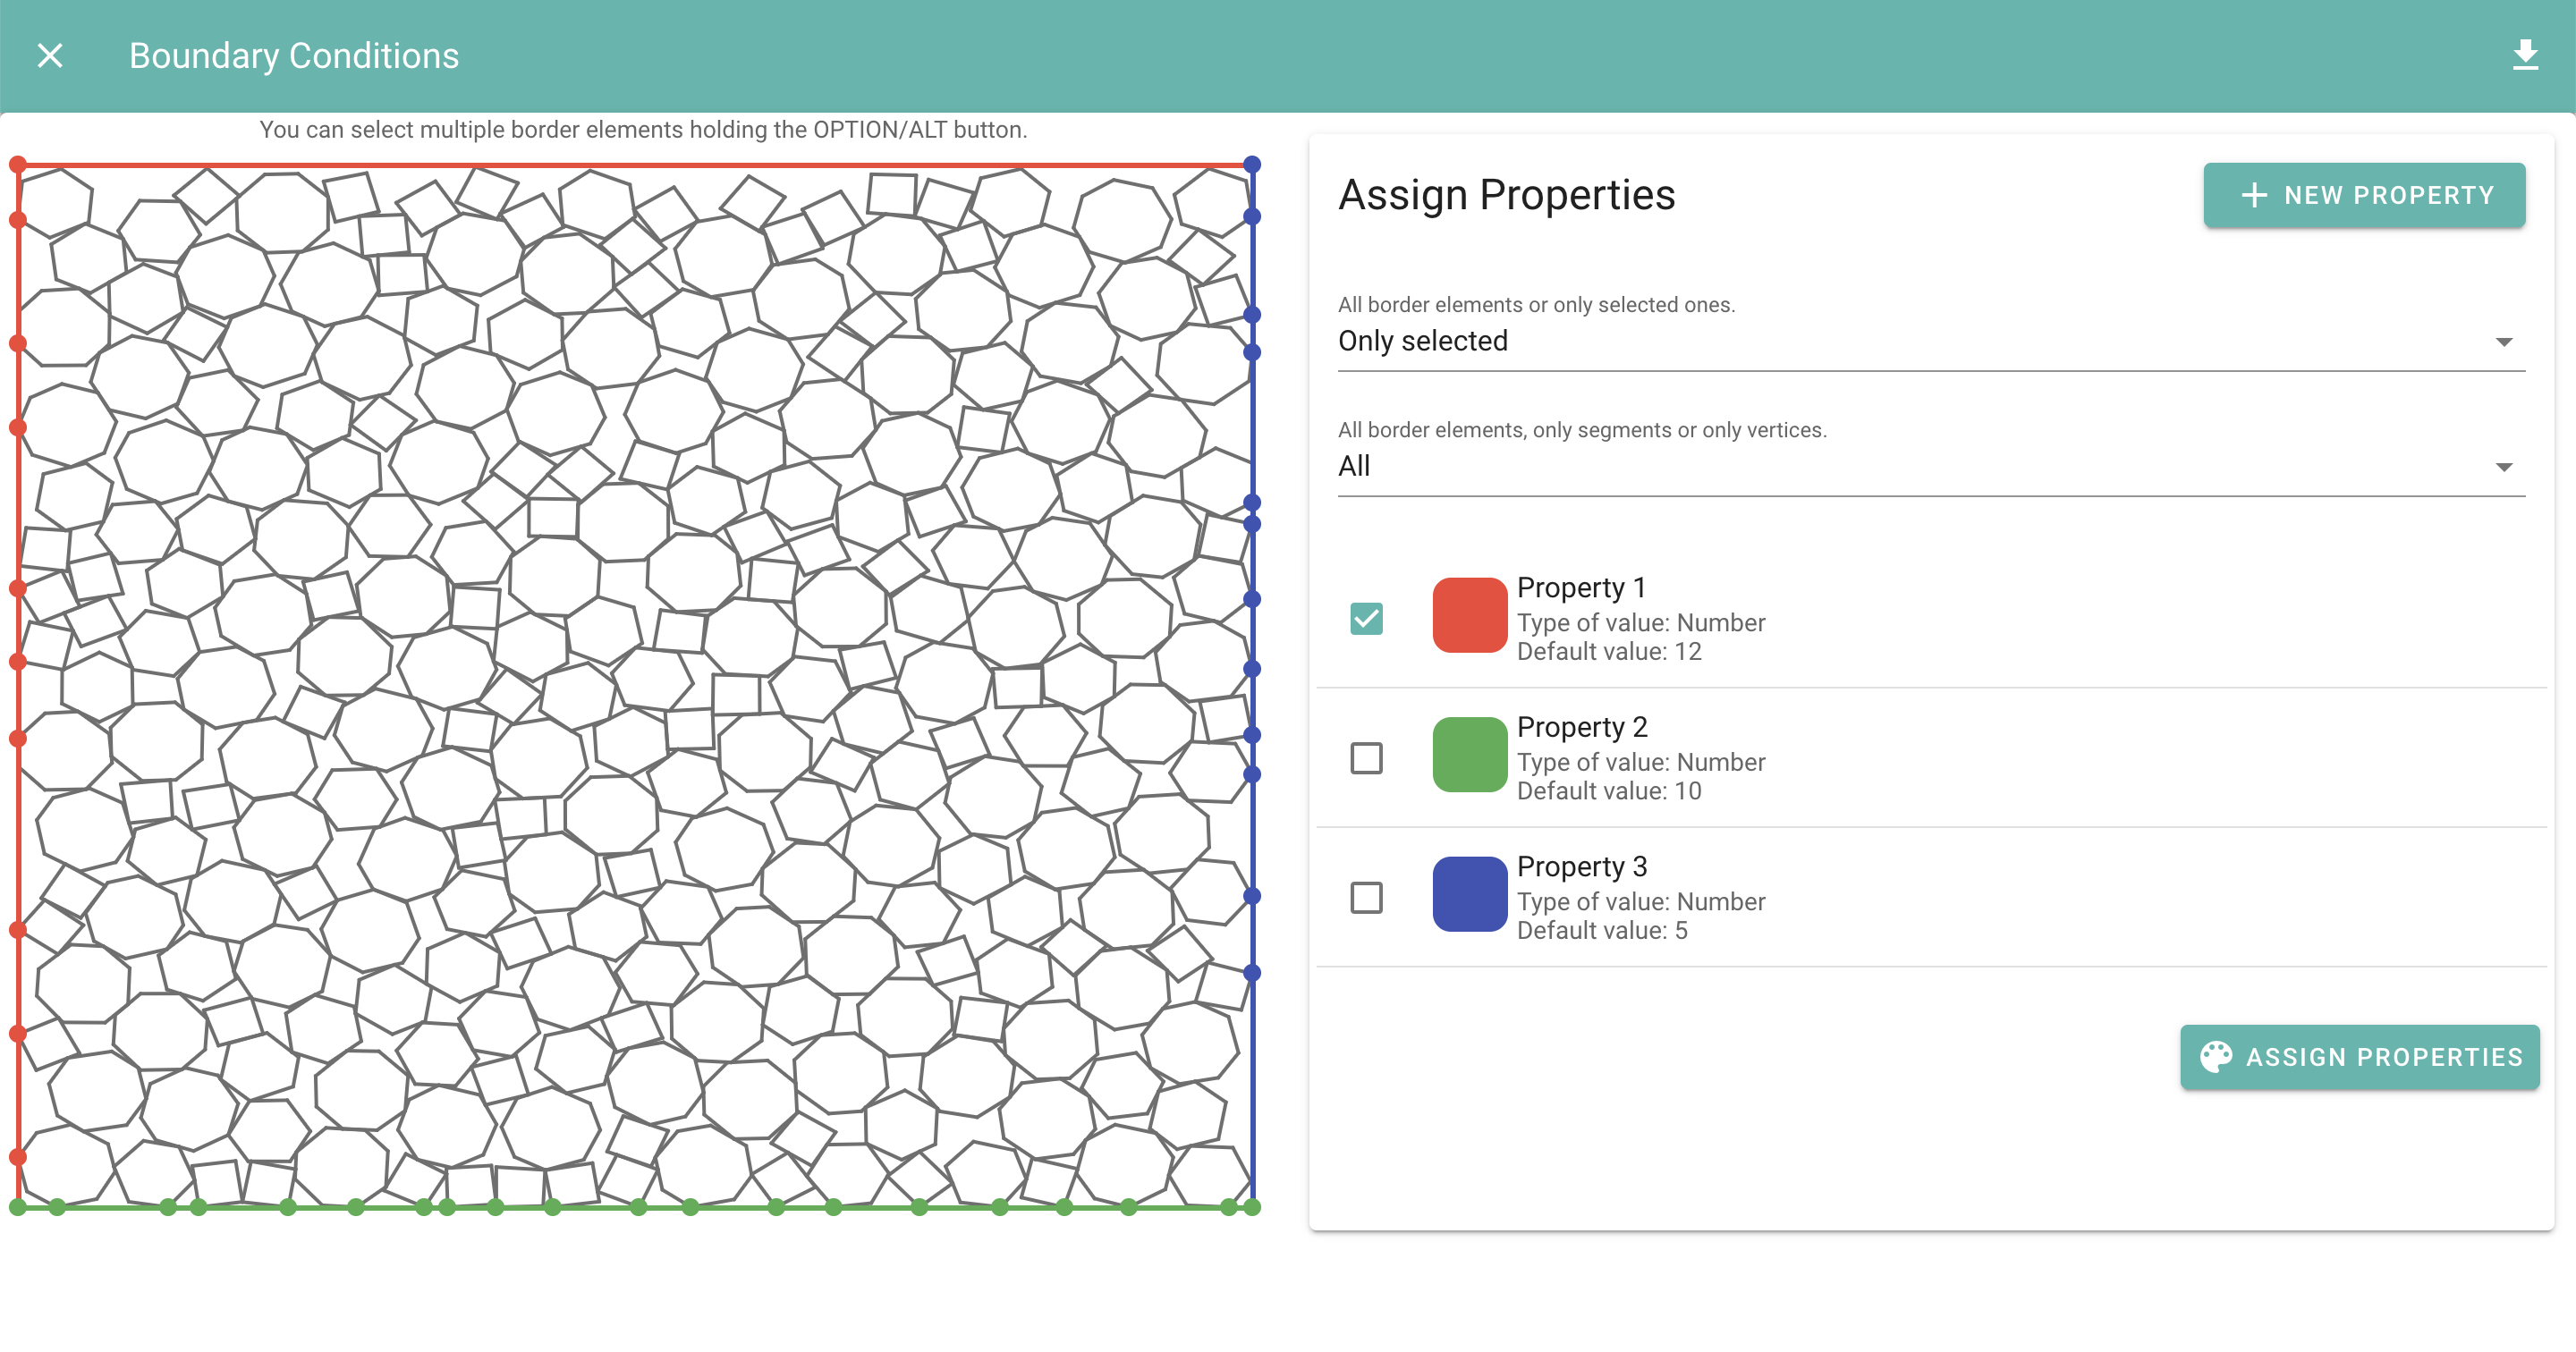 Boundary Conditions
You can select multiple border elements holding the OPTION/ALT button.
Assign Properties
NEW PROPERTY
All border elements or only selected ones.
Only selected
All border elements, only segments or only vertices.
All
Property 1
Type of value: Number
Default value: 12
Property 2
Type of value: Number
Default value: 10
Property 3
Type of value: Number
Default value: 5
ASSIGN PROPERTIES